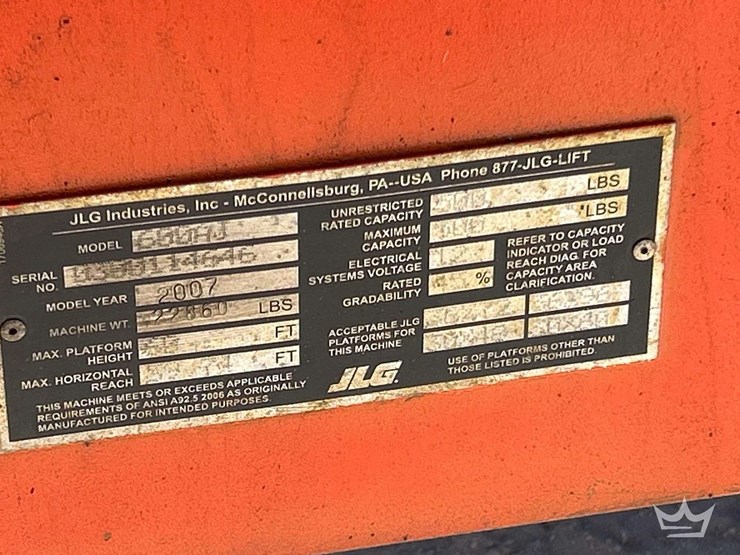 JLG Industries, Inc - McConnellsburg, PA--USA Phone 877-JLG-LIFT
MODEL 600AJ
SERIAL NO.
MODEL YEAR 2007
MACHINE WT. 22860 LBS
MAX. PLATFORM HEIGHT FT
MAX. HORIZONTAL REACH FT
THIS MACHINE MEETS OR EXCEEDS APPLICABLE
REQUIREMENTS OF ANSI A92.5 2006 AS ORIGINALLY
MANUFACTURED FOR INTENDED PURPOSES.
UNRESTRICTED
RATED CAPACITY LBS
MAXIMUM
CAPACITY LBS
ELECTRICAL
SYSTEMS VOLTAGE
RATED
GRADABILITY %
REFER TO CAPACITY
INDICATOR OR LOAD
REACH DIAG. FOR
CAPACITY AREA
CLARIFICATION.
ACCEPTABLE JLG
PLATFORMS FOR
THIS MACHINE
JLG.
USE OF PLATFORMS OTHER THAN
THOSE LISTED IS PROHIBITED.